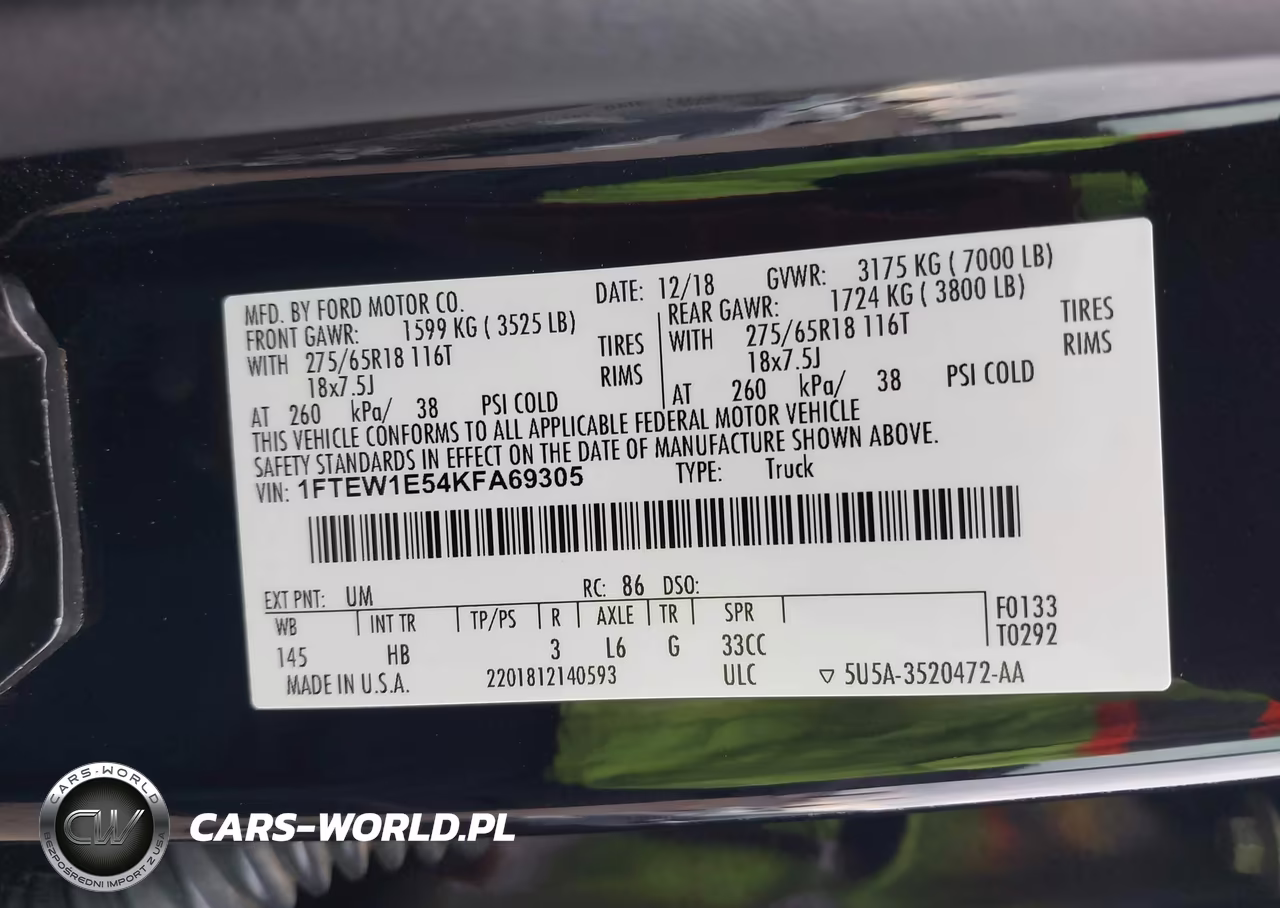 MFD. BY FORD MOTOR CO. DATE: 12/18 GVWR: 3175 KG ( 7000 LB)
FRONT GAWR: 1599 KG ( 3525 LB) REAR GAWR: 1724 KG ( 3800 LB)
WITH 275/65R18 116T TIRES WITH 275/65R18 116T TIRES
18x7.5J RIMS 18x7.5J RIMS
AT 260 kPa/ 38 PSI COLD AT 260 kPa/ 38 PSI COLD
THIS VEHICLE CONFORMS TO ALL APPLICABLE FEDERAL MOTOR VEHICLE
SAFETY STANDARDS IN EFFECT ON THE DATE OF MANUFACTURE SHOWN ABOVE.
VIN: 1FTEW1E54KFA69305 TYPE: Truck
EXT PNT: UM RC: 86 DSO:
WB INT TR TP/PS R AXLE TR SPR F0133
145 HB 3 L6 G 33CC T0292
MADE IN U.S.A. 2201812140593 ULC ▽ 5U5A-3520472-AA
CARS-WORLD
CW
BEZPOŚREDNI IMPORT Z USA
CARS-WORLD.PL